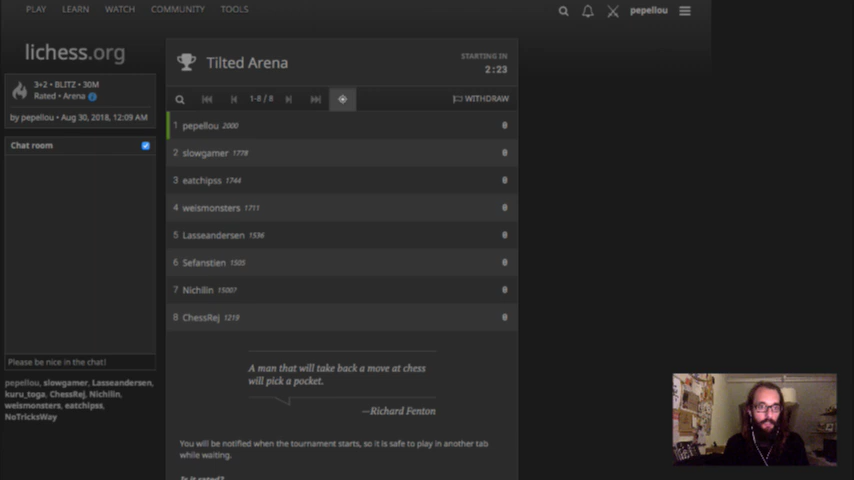 PLAY LEARN WATCH COMMUNITY TOOLS pepellou
lichess.org
3+2 • BLITZ • 30M
Rated • Arena
by pepellou • Aug 30, 2018, 12:09 AM
Chat room
Please be nice in the chat!
pepellou, slowgamer, Lasseandersen,
kuru_toga, ChessRej, Nichilin,
weismonsters, eatchipss,
NoTricksWay
Tilted Arena
STARTING IN
2:23
1-8 / 8
WITHDRAW
1 pepellou 2000 0
2 slowgamer 1778 0
3 eatchipss 1744 0
4 weismonsters 1711 0
5 Lasseandersen 1536 0
6 Sefanstien 1505 0
7 Nichilin 1500? 0
8 ChessRej 1219 0
A man that will take back a move at chess
will pick a pocket.
—Richard Fenton
You will be notified when the tournament starts, so it is safe to play in another tab
while waiting.
Is it rated?